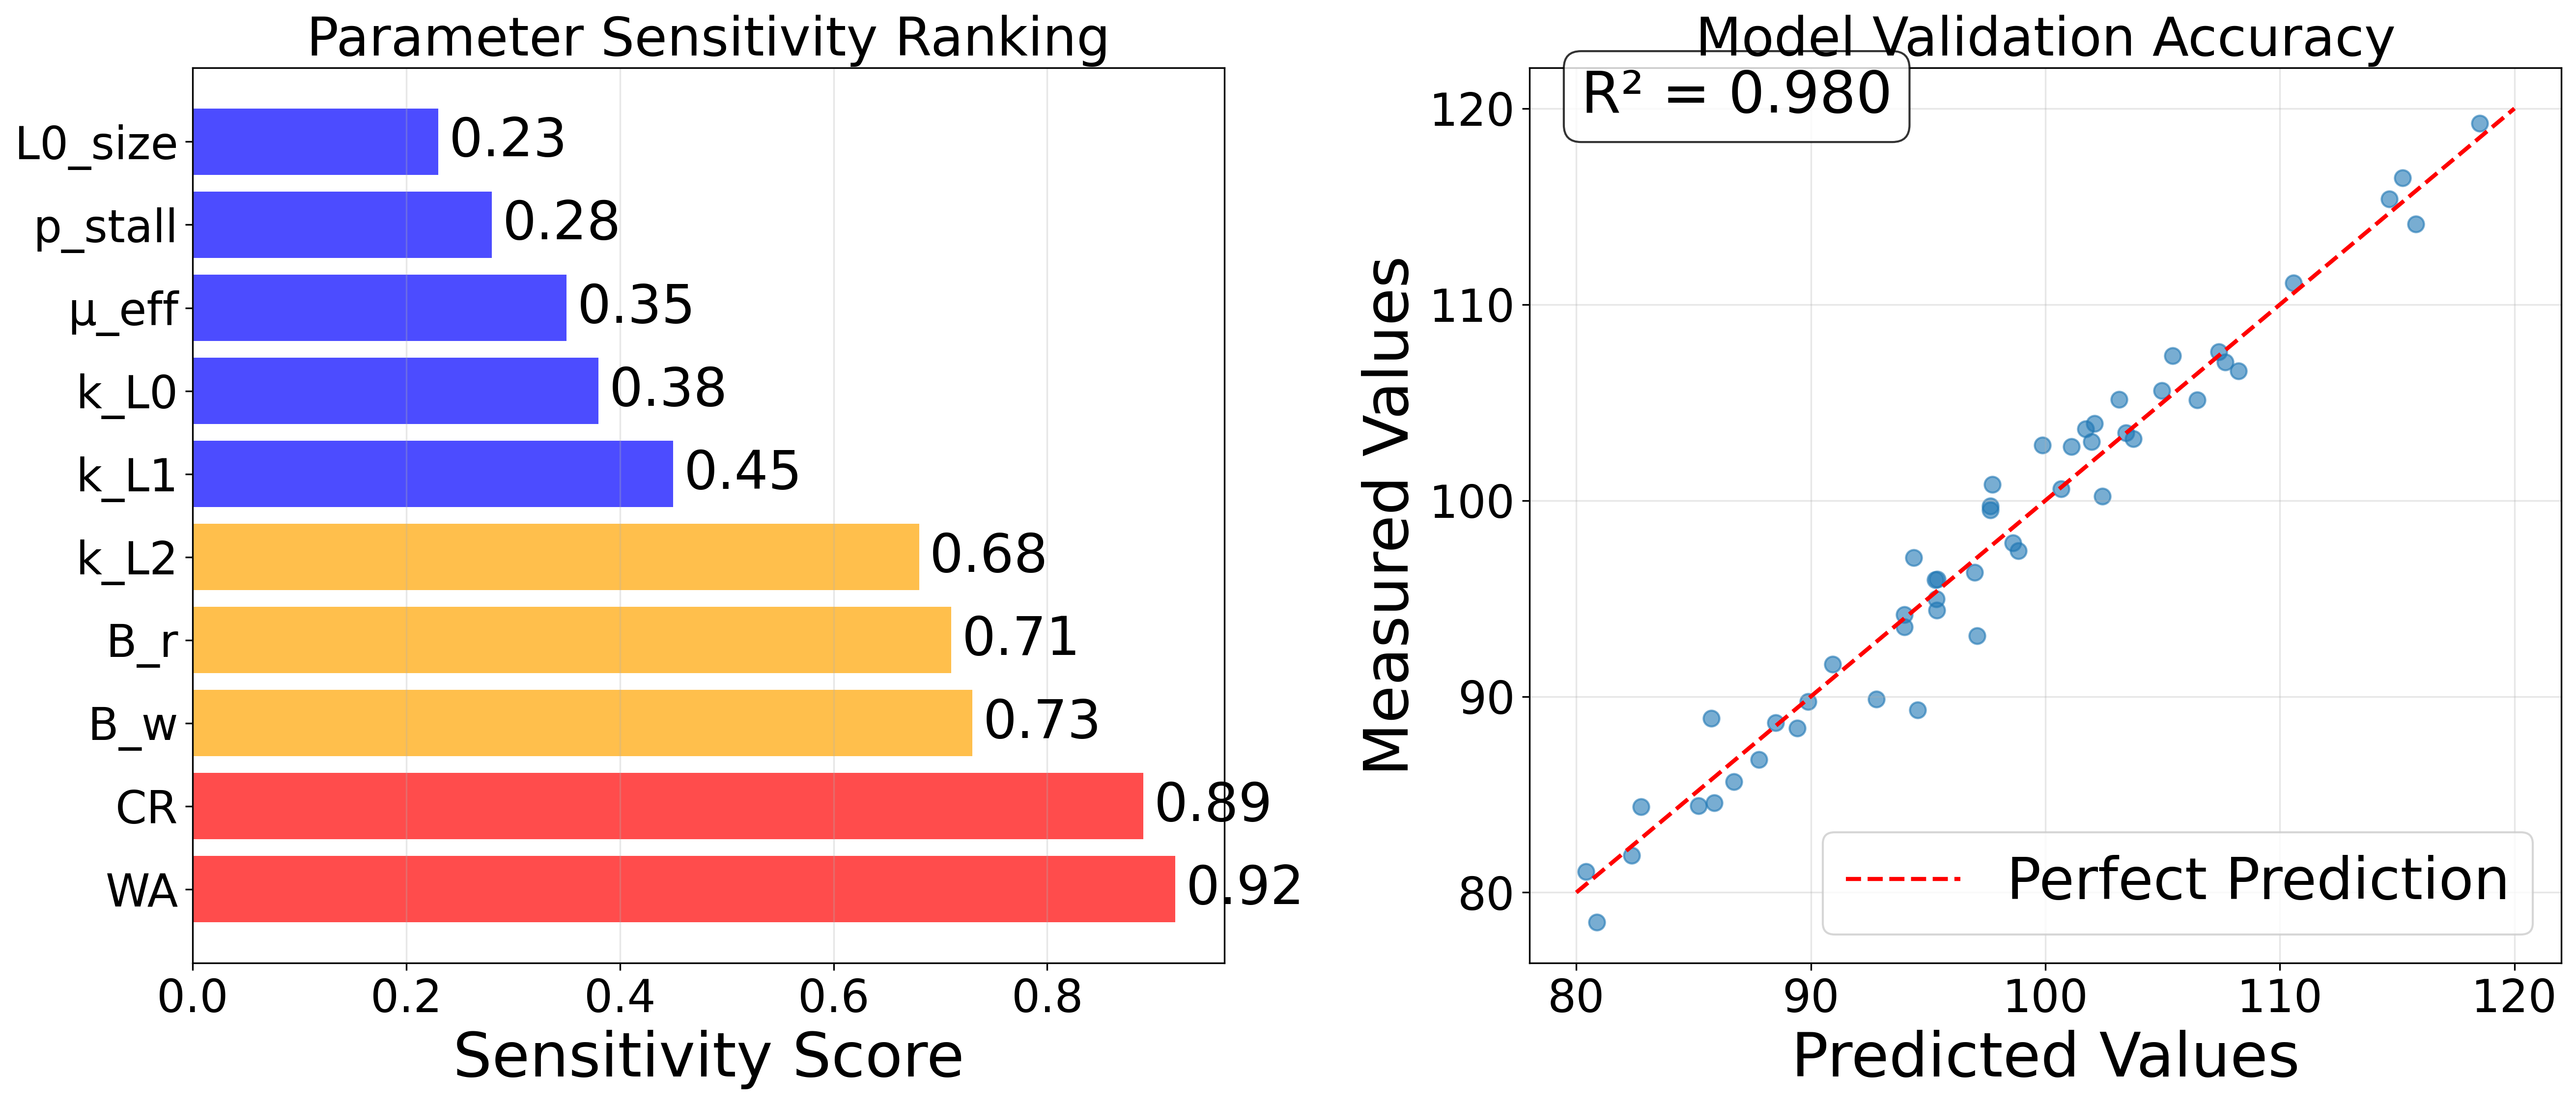 Parameter Sensitivity Ranking
L0_size
0.23
p_stall
0.28
μ_eff
0.35
k_L0
0.38
k_L1
0.45
k_L2
0.68
B_r
0.71
B_w
0.73
CR
0.89
WA
0.92
0.0 0.2 0.4 0.6 0.8
Sensitivity Score
Model Validation Accuracy
R² = 0.980
120
110
100
90
80
Measured Values
Perfect Prediction
80 90 100 110 120
Predicted Values